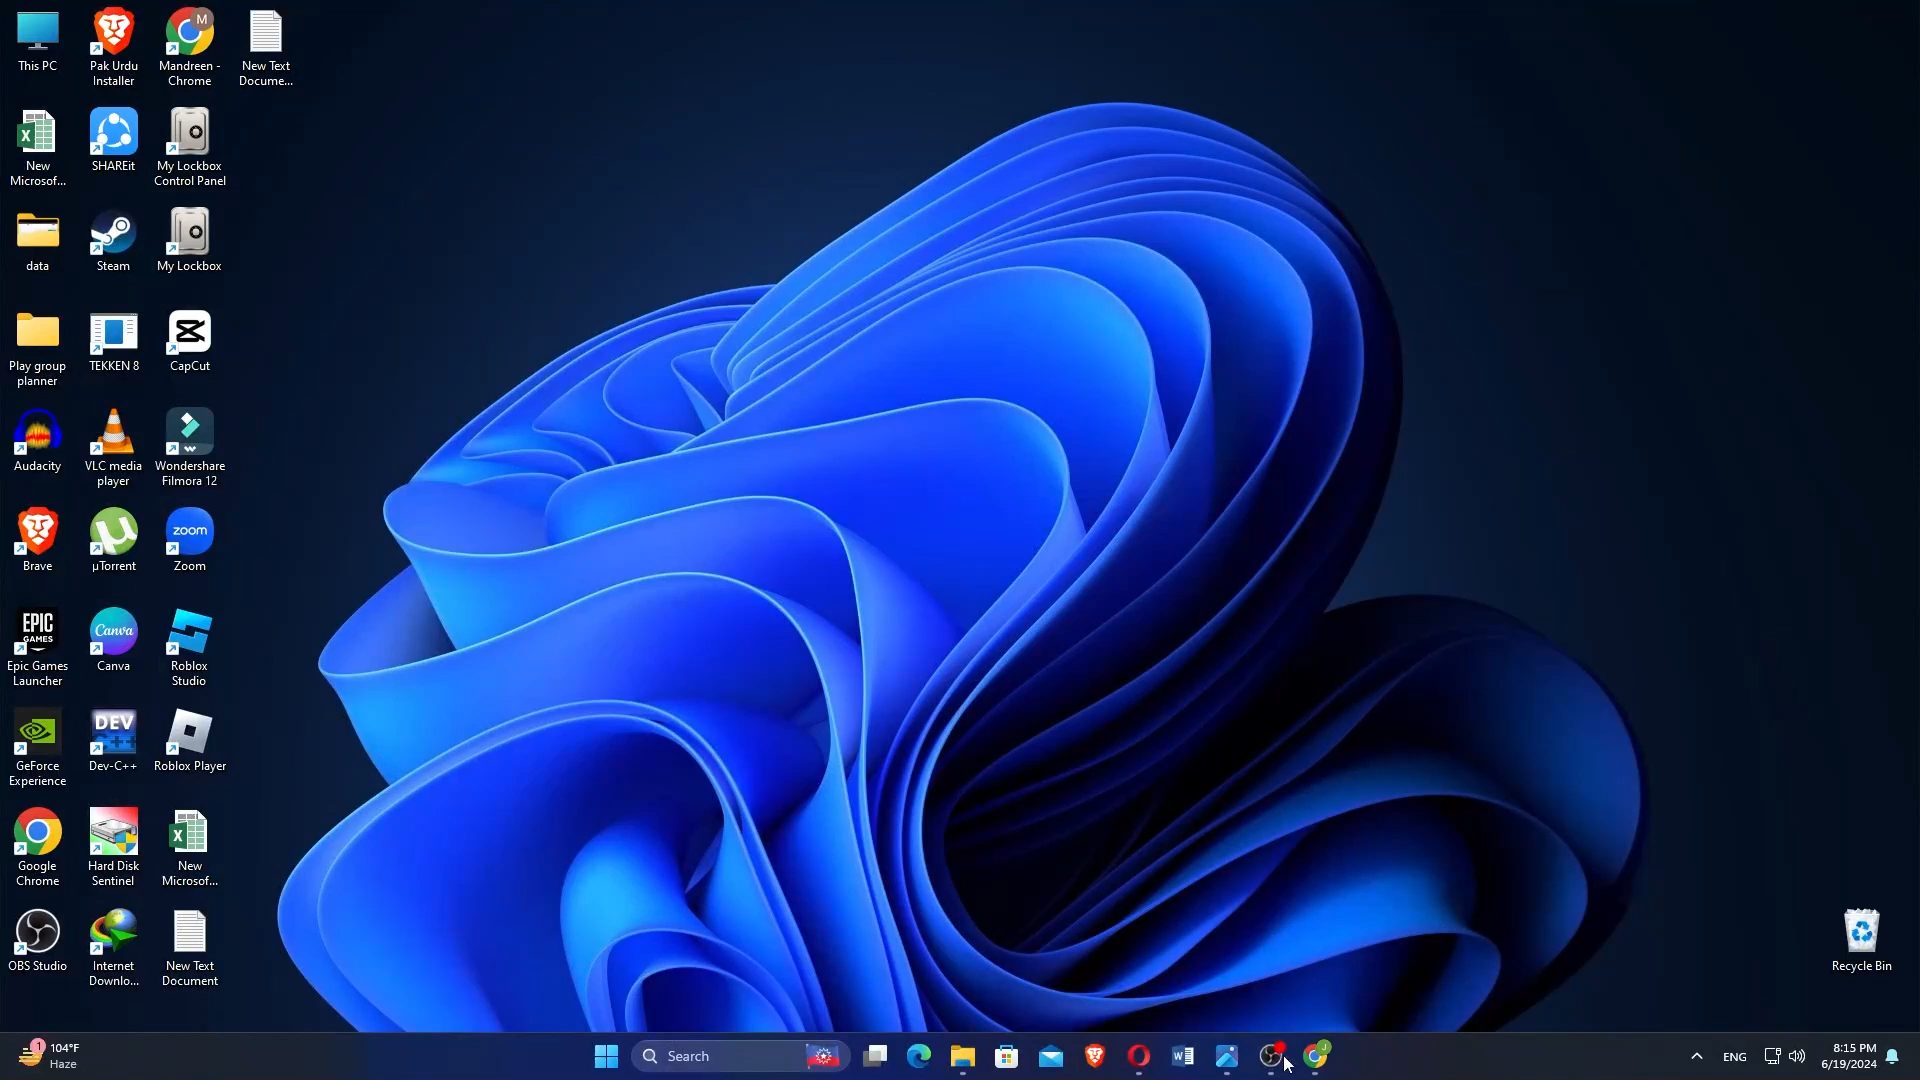 This PC
Pak Urdu
Installer
M
Mandreen -
Chrome
New Text
Docume...
New
Microsof...
SHAREit
My Lockbox
Control Panel
data
Steam
My Lockbox
Play group
planner
TEKKEN 8
CapCut
Audacity
VLC media
player
Wondershare
Filmora 12
Brave
µTorrent
zoom
Zoom
EPIC
GAMES
Epic Games
Launcher
Canva
Canva
Roblox
Studio
GeForce
Experience
DEV
Dev-C++
Roblox Player
Google
Chrome
Hard Disk
Sentinel
New
Microsof...
OBS Studio
Internet
Downlo...
New Text
Document
Recycle Bin
1
104°F
Haze
Search
J
ENG
8:15 PM
6/19/2024